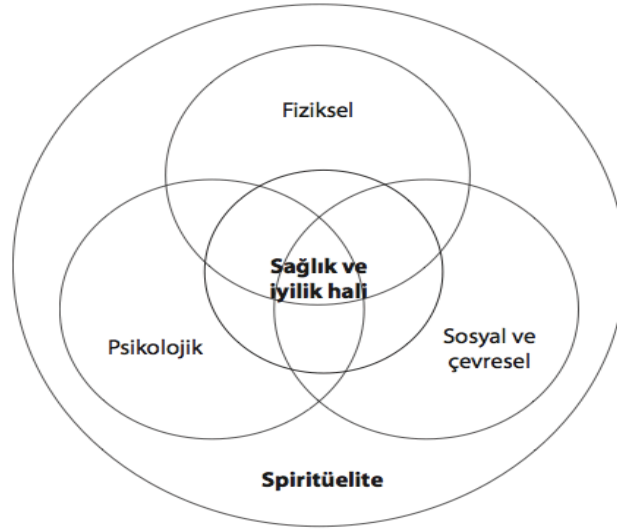 Fiziksel
Sağlık ve
iyilik hali
Psikolojik
Sosyal ve
çevresel
Spiritüelite